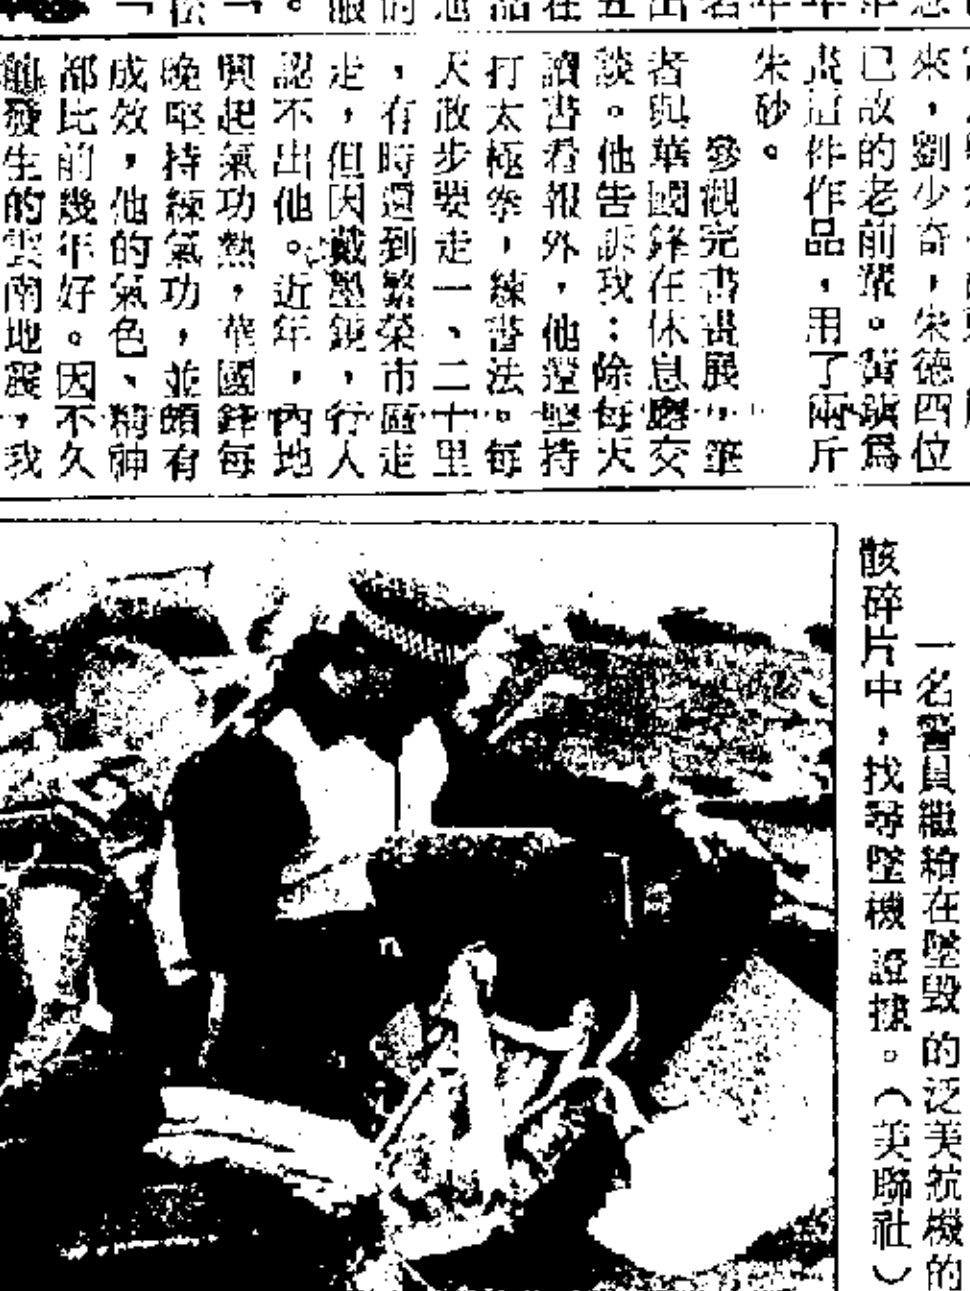 來，劉少奇，朱德四位
已故的老前輩。黃鎮爲
畫這件作品，用了兩斤
朱砂。
參觀完書畫展，筆
者與華國鋒在休息廳交
談。他告訴我：除每天
讀書看報外，他還堅持
打太極拳，練書法。每
天散步要走一、二十里
，有時還到繁榮市區走
走，但因戴墨鏡，行人
認不出他。近年，內地
興起氣功熱，華國鋒每
晚堅持練氣功，並頗有
成效，他的氣色、精神
都比前幾年好。因不久
發生的雲南地震，我
一名警員繼續在墜毀的泛美航機的
骸碎片中，找尋墜機證據。（美聯社）